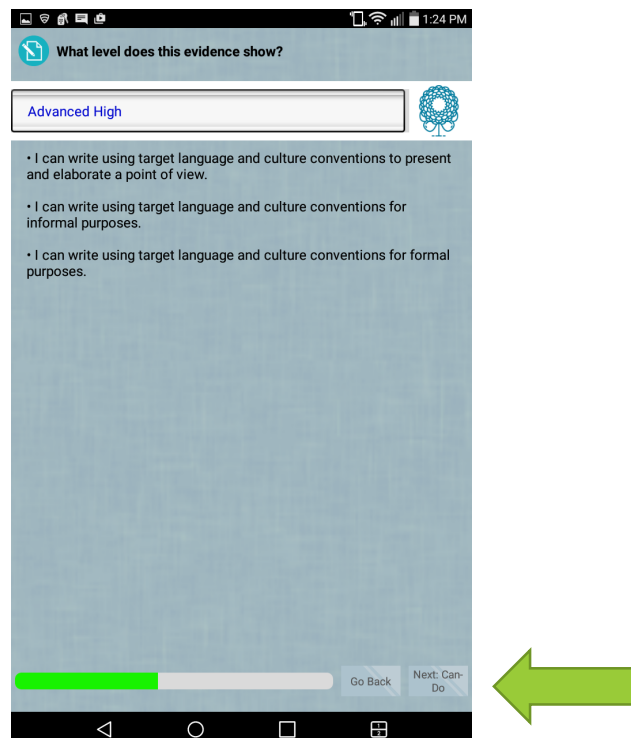 1:24 PM
What level does this evidence show?
Advanced High
• I can write using target language and culture conventions to present
and elaborate a point of view.
• I can write using target language and culture conventions for
informal purposes.
• I can write using target language and culture conventions for formal
purposes.
Go Back
Next: Can-
Do